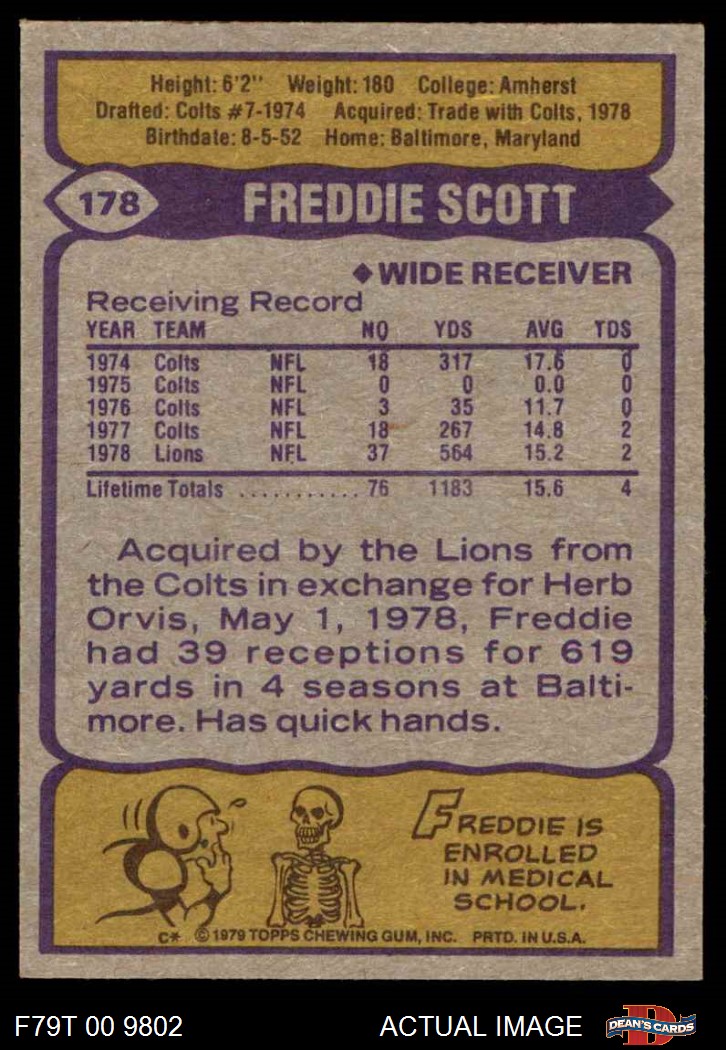 Height: 6'2" Weight: 180 College: Amherst
Drafted: Colts #7-1974 Acquired: Trade with Colts, 1978
Birthdate: 8-5-52 Home: Baltimore, Maryland
178 FREDDIE SCOTT
◆ WIDE RECEIVER
Receiving Record
YEAR TEAM NO YDS AVG TDS
1974 Colts NFL 18 317 17.6 0
1975 Colts NFL 0 0 0.0 0
1976 Colts NFL 3 35 11.7 0
1977 Colts NFL 18 267 14.8 2
1978 Lions NFL 37 564 15.2 2
Lifetime Totals ........... 76 1183 15.6 4
Acquired by the Lions from
the Colts in exchange for Herb
Orvis, May 1, 1978, Freddie
had 39 receptions for 619
yards in 4 seasons at Balti-
more. Has quick hands.
FREDDIE IS
ENROLLED
IN MEDICAL
SCHOOL.
C* © 1979 TOPPS CHEWING GUM, INC. PRTD. IN U.S.A.
F79T 00 9802 ACTUAL IMAGE D DEAN'S CARDS